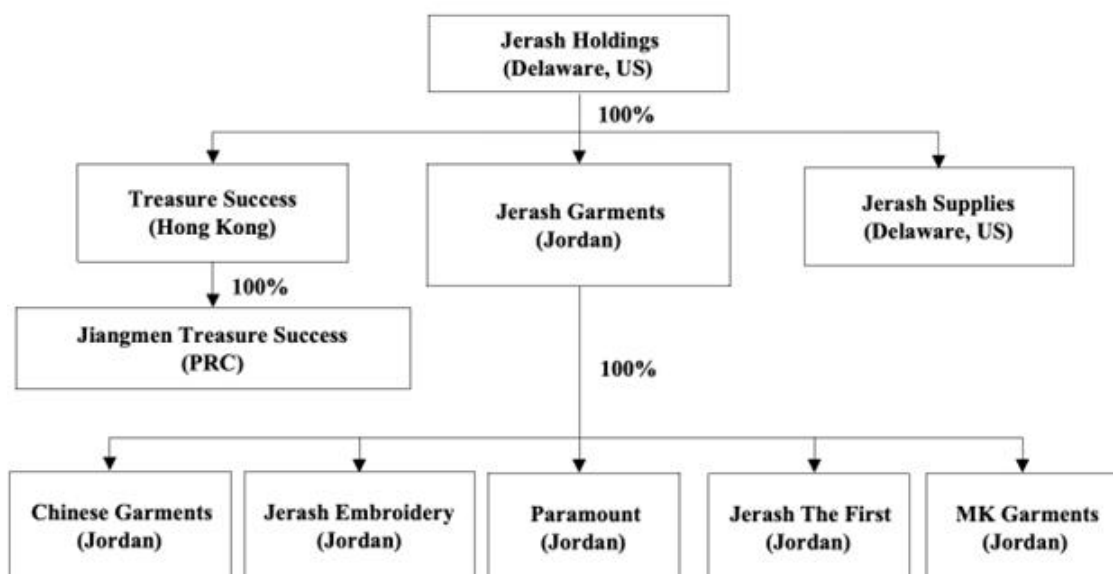 Jerash Holdings
(Delaware, US)
100%
Treasure Success
(Hong Kong)
Jerash Garments
(Jordan)
Jerash Supplies
(Delaware, US)
100%
Jiangmen Treasure Success
(PRC)
100%
Chinese Garments
(Jordan)
Jerash Embroidery
(Jordan)
Paramount
(Jordan)
Jerash The First
(Jordan)
MK Garments
(Jordan)